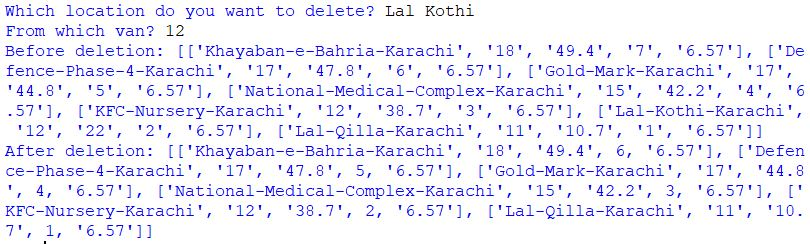 Which location do you want to delete? Lal Kothi
From which van? 12
Before deletion: [['Khayaban-e-Bahria-Karachi', '18', '49.4', '7', '6.57'], ['De
fence-Phase-4-Karachi', '17', '47.8', '6', '6.57'], ['Gold-Mark-Karachi', '17',
'44.8', '5', '6.57'], ['National-Medical-Complex-Karachi', '15', '42.2', '4', '6
.57'], ['KFC-Nursery-Karachi', '12', '38.7', '3', '6.57'], ['Lal-Kothi-Karachi',
'12', '22', '2', '6.57'], ['Lal-Qilla-Karachi', '11', '10.7', '1', '6.57']]
After deletion: [['Khayaban-e-Bahria-Karachi', '18', '49.4', 6, '6.57'], ['Defen
ce-Phase-4-Karachi', '17', '47.8', 5, '6.57'], ['Gold-Mark-Karachi', '17', '44.8
', 4, '6.57'], ['National-Medical-Complex-Karachi', '15', '42.2', 3, '6.57'], ['
KFC-Nursery-Karachi', '12', '38.7', 2, '6.57'], ['Lal-Qilla-Karachi', '11', '10.
7', 1, '6.57']]